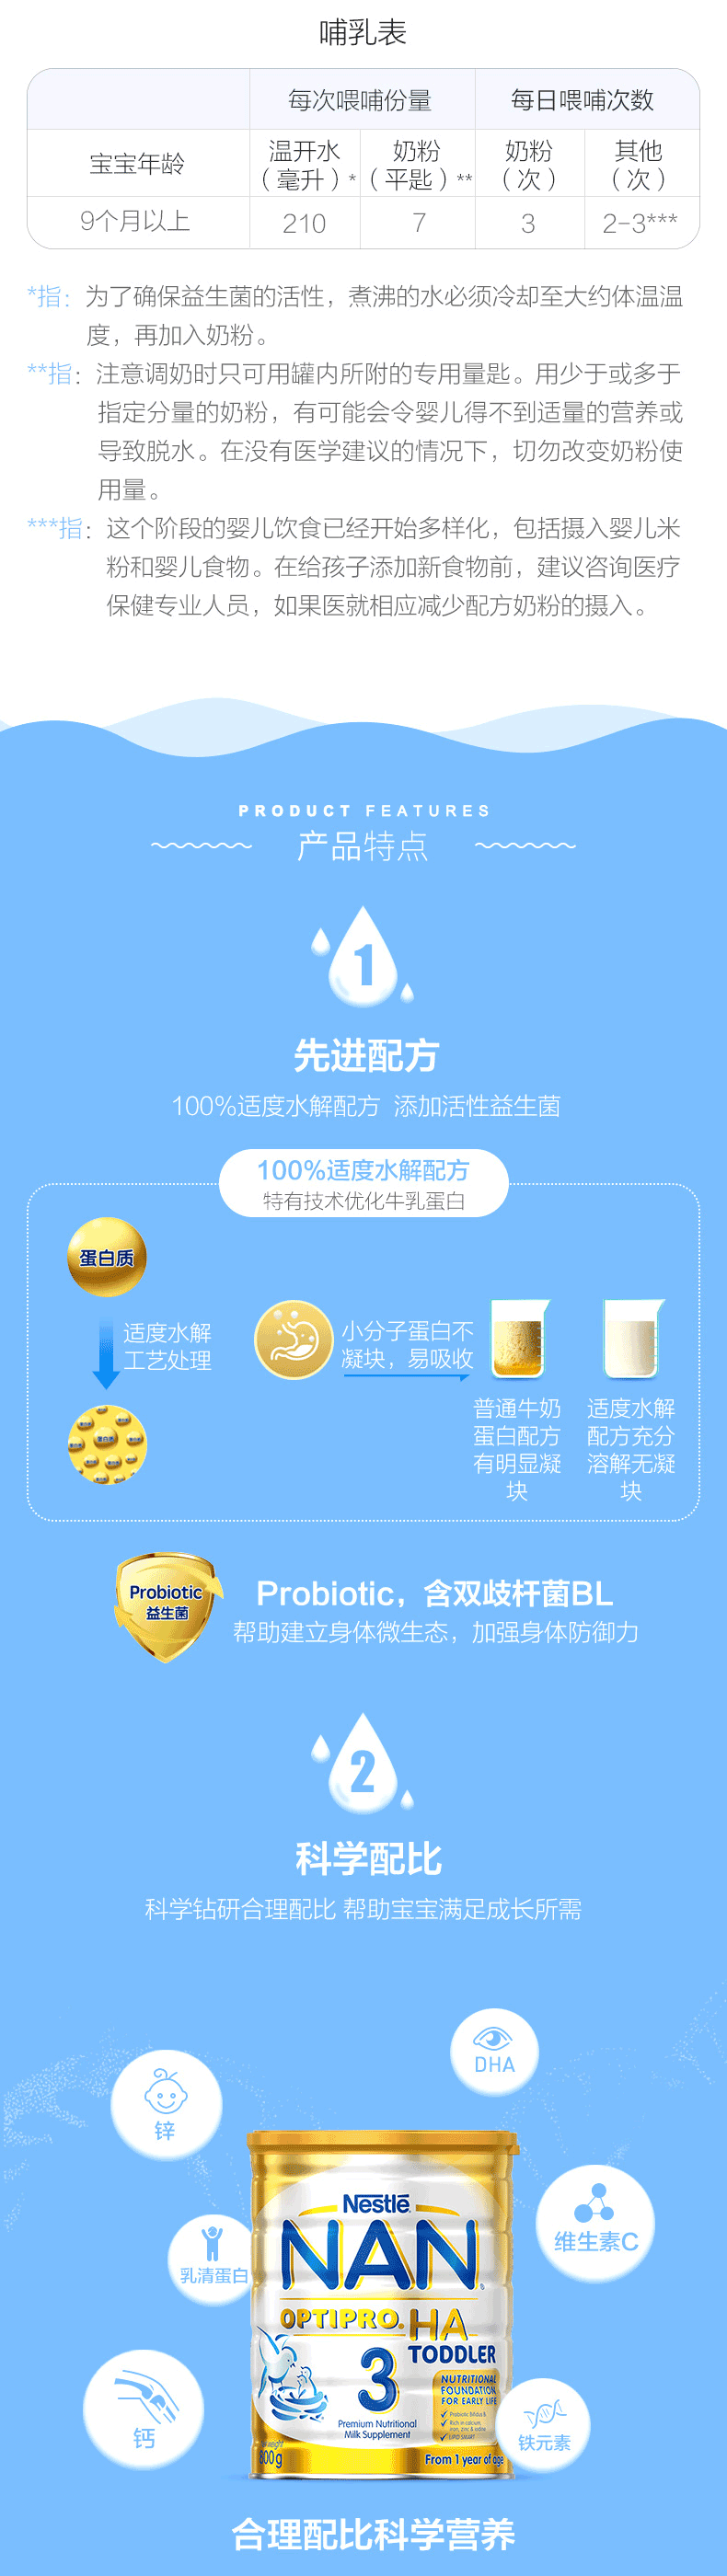 哺乳表
每次喂哺份量 每日喂哺次数
宝宝年龄 温开水（毫升）* 奶粉（平匙）** 奶粉（次） 其他（次）
9个月以上 210 7 3 2-3***
*指：为了确保益生菌的活性，煮沸的水必须冷却至大约体温温
度，再加入奶粉。
**指：注意调奶时只可用罐内所附的专用量匙。用少于或多于
指定分量的奶粉，有可能会令婴儿得不到适量的营养或
导致脱水。在没有医学建议的情况下，切勿改变奶粉使
用量。
***指：这个阶段的婴儿饮食已经开始多样化，包括摄入婴儿米
粉和婴儿食物。在给孩子添加新食物前，建议咨询医疗
保健专业人员，如果医就相应减少配方奶粉的摄入。
PRODUCT FEATURES
产品特点
1
先进配方
100%适度水解配方 添加活性益生菌
100%适度水解配方
特有技术优化牛乳蛋白
蛋白质
适度水解
工艺处理
小分子蛋白不
凝块，易吸收
普通牛奶
蛋白配方
有明显凝
块
适度水解
配方充分
溶解无凝
块
Probiotic
益生菌
Probiotic，含双歧杆菌BL
帮助建立身体微生态，加强身体防御力
2
科学配比
科学钻研合理配比 帮助宝宝满足成长所需
DHA
锌
维生素C
乳清蛋白
钙
铁元素
Nestlé
NAN
OPTIPRO HA
TODDLER
3
NUTRITIONAL
FOUNDATION
FOR EARLY LIFE
Premium Nutritional
Milk Supplement
800g
From 1 year of age
合理配比科学营养